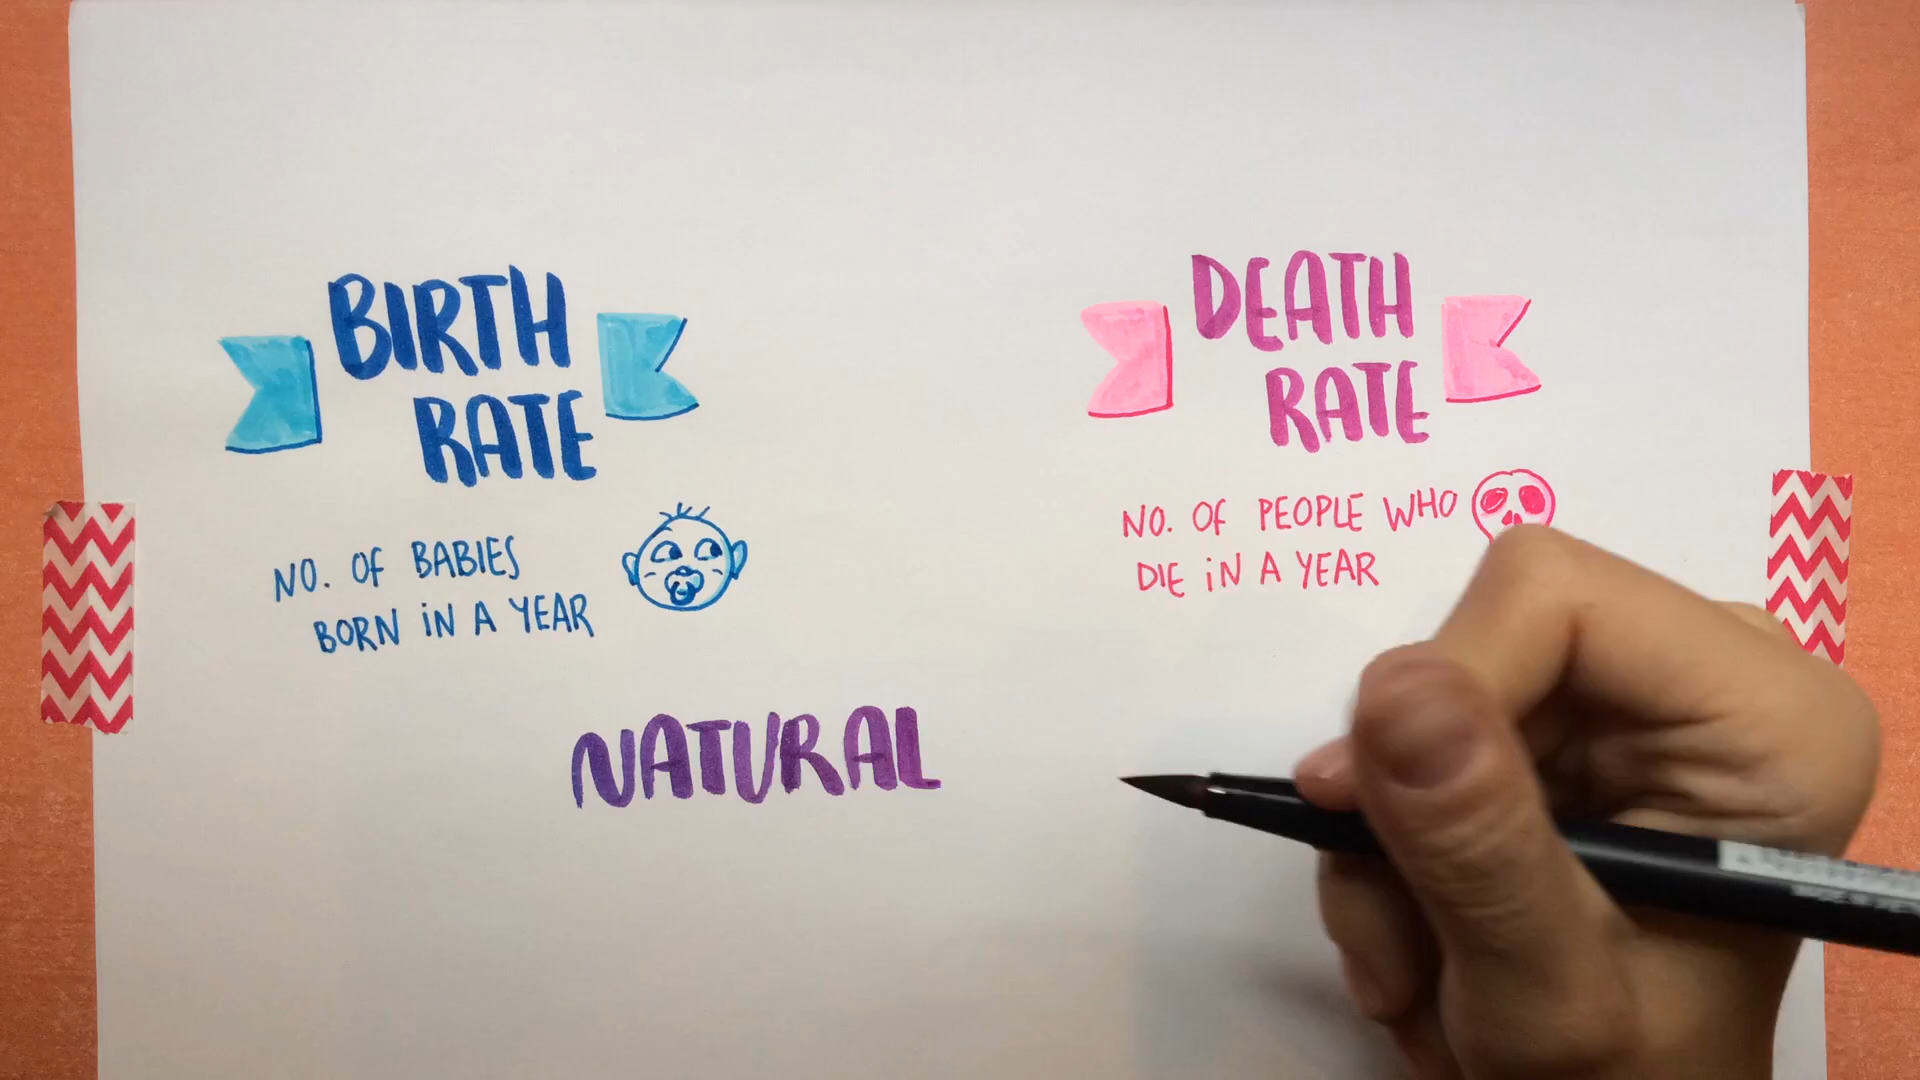 BIRTH
RATE
NO. OF BABIES
BORN iN A YEAR
DEATH
RATE
NO. OF PEOPLE WHO
DIE iN A YEAR
NATURAL